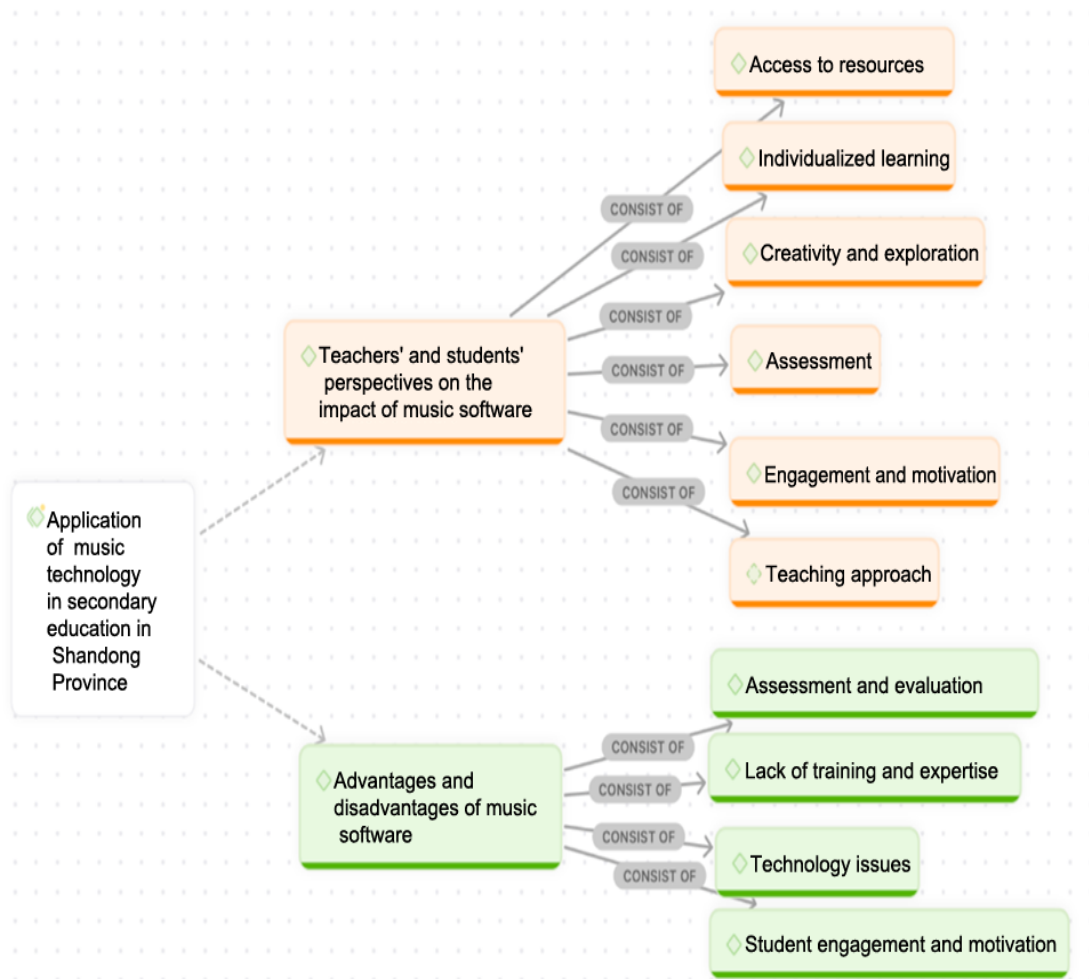 Access to resources
Individualized learning
CONSIST OF
CONSIST OF
Creativity and exploration
CONSIST OF
Teachers' and students'
perspectives on the
impact of music software
CONSIST OF
Assessment
CONSIST OF
Engagement and motivation
CONSIST OF
Teaching approach
Application
of music
technology
in secondary
education in
Shandong
Province
Assessment and evaluation
CONSIST OF
Lack of training and expertise
Advantages and
disadvantages of music
software
CONSIST OF
CONSIST OF
Technology issues
CONSIST OF
Student engagement and motivation